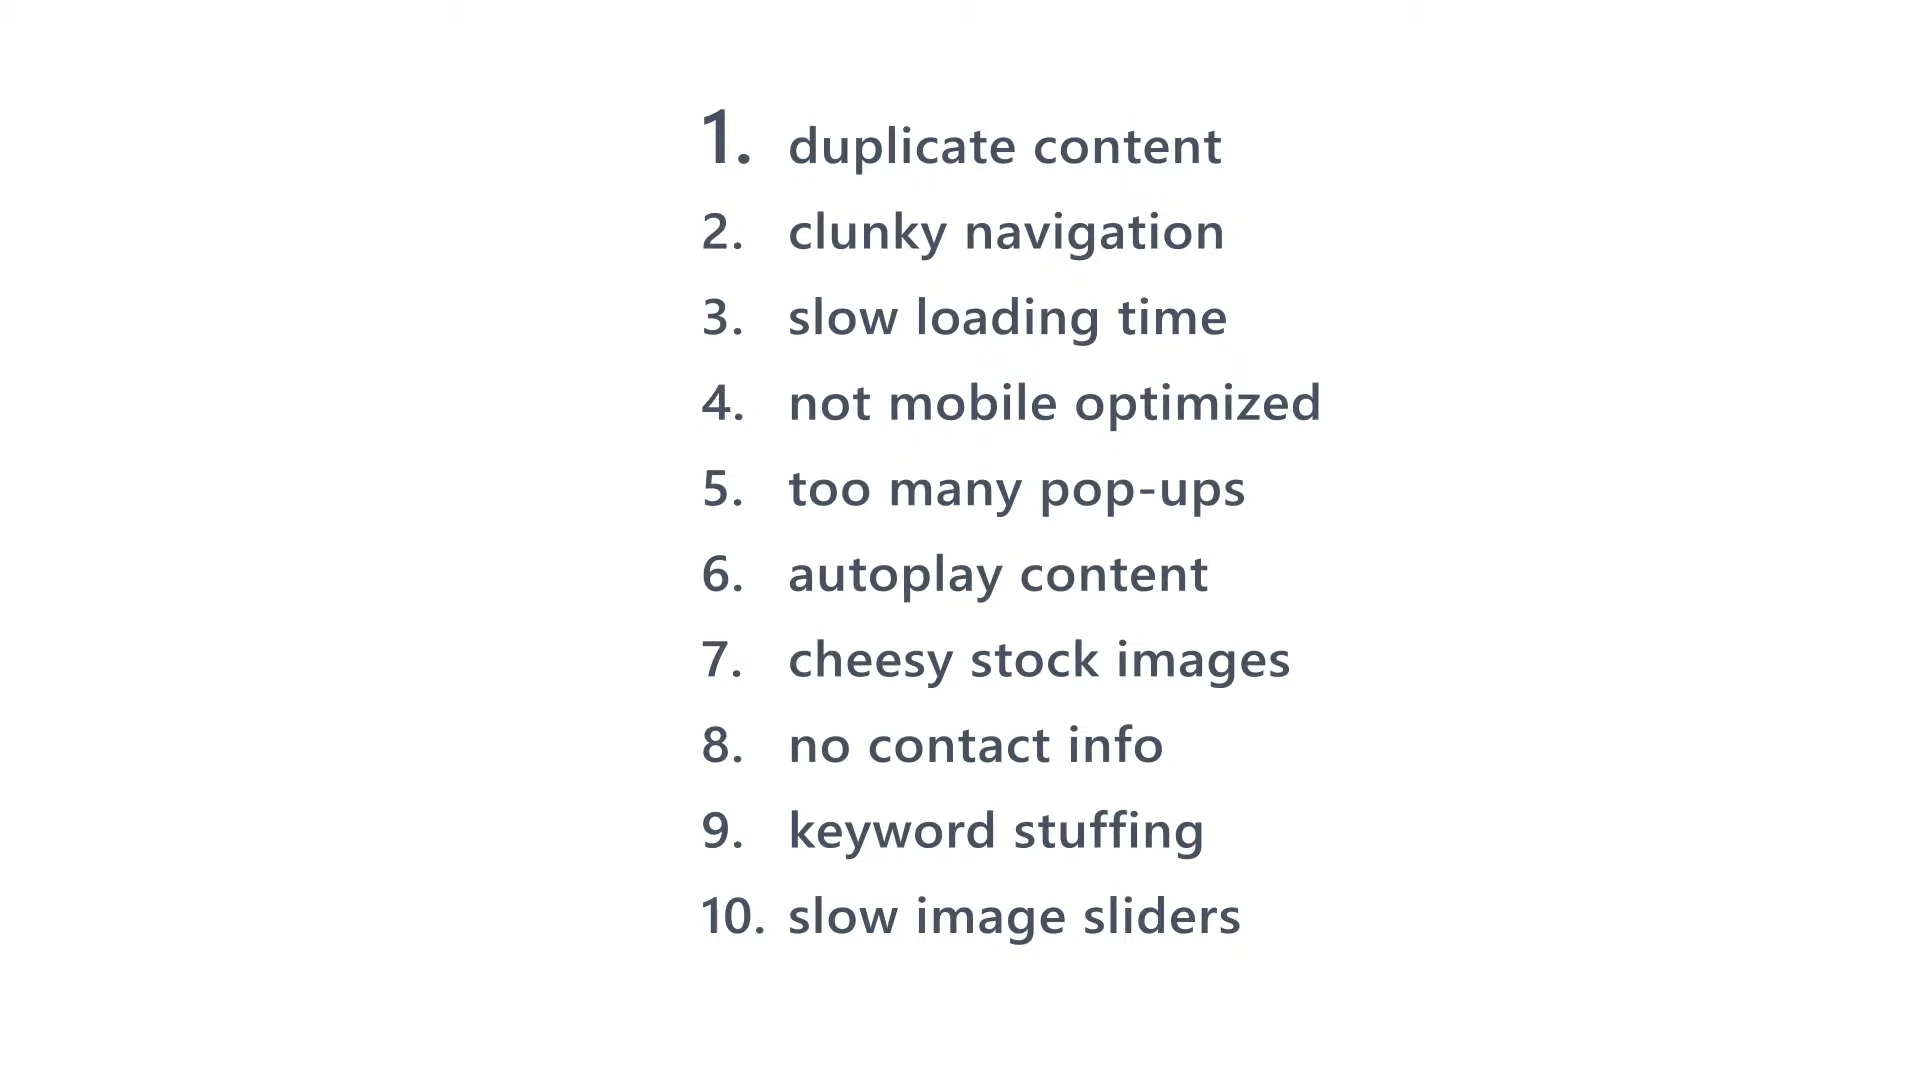 1. duplicate content
2. clunky navigation
3. slow loading time
4. not mobile optimized
5. too many pop-ups
6. autoplay content
7. cheesy stock images
8. no contact info
9. keyword stuffing
10. slow image sliders